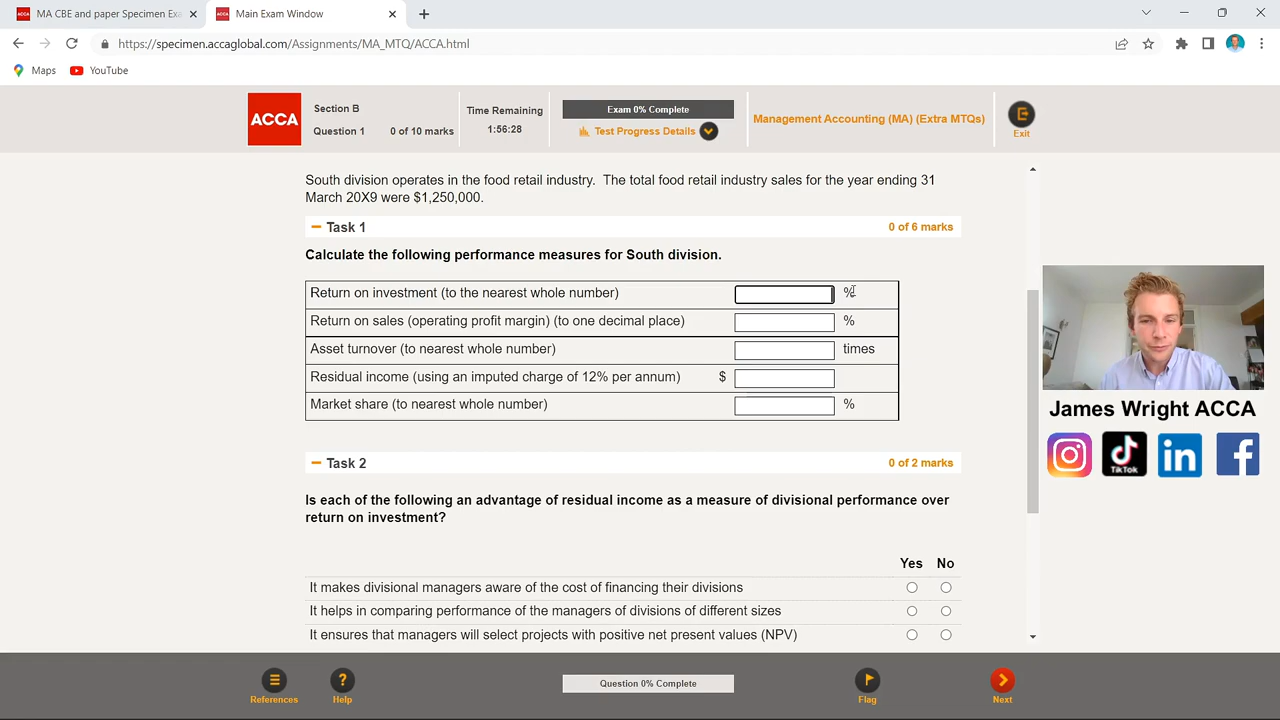 MA CBE and paper Specimen Exa
Main Exam Window
https://specimen.accaglobal.com/Assignments/MA_MTQ/ACCA.html
Maps
YouTube
ACCA
Section B
Question 1
0 of 10 marks
Time Remaining
1:56:28
Exam 0% Complete
Test Progress Details
Management Accounting (MA) (Extra MTQs)
Exit
South division operates in the food retail industry. The total food retail industry sales for the year ending 31
March 20X9 were $1,250,000.
Task 1
0 of 6 marks
Calculate the following performance measures for South division.
Return on investment (to the nearest whole number) %
Return on sales (operating profit margin) (to one decimal place) %
Asset turnover (to nearest whole number) times
Residual income (using an imputed charge of 12% per annum) $
Market share (to nearest whole number) %
James Wright ACCA
TikTok
in
f
Task 2
0 of 2 marks
Is each of the following an advantage of residual income as a measure of divisional performance over
return on investment?
Yes No
It makes divisional managers aware of the cost of financing their divisions
It helps in comparing performance of the managers of divisions of different sizes
It ensures that managers will select projects with positive net present values (NPV)
References
? Help
Question 0% Complete
Flag
Next